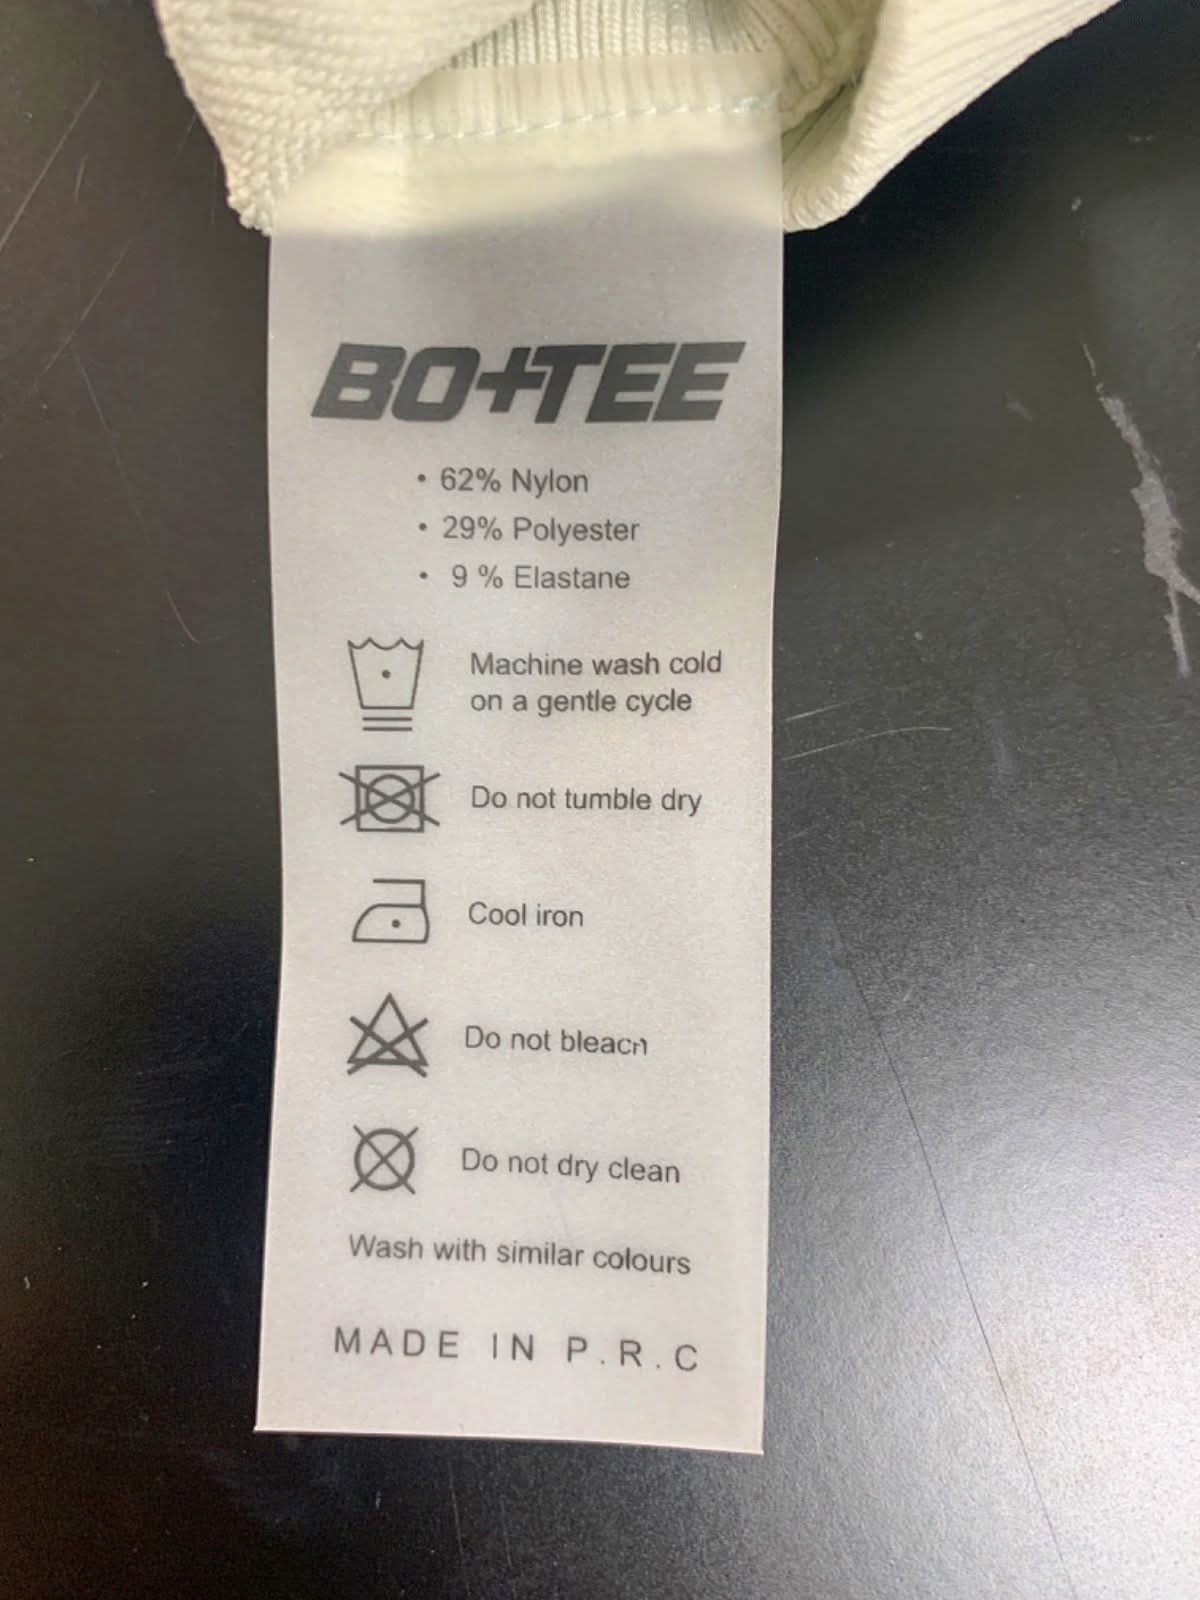 BO+TEE
• 62% Nylon
• 29% Polyester
• 9 % Elastane
Machine wash cold
on a gentle cycle
Do not tumble dry
Cool iron
Do not bleach
Do not dry clean
Wash with similar colours
MADE IN P.R.C